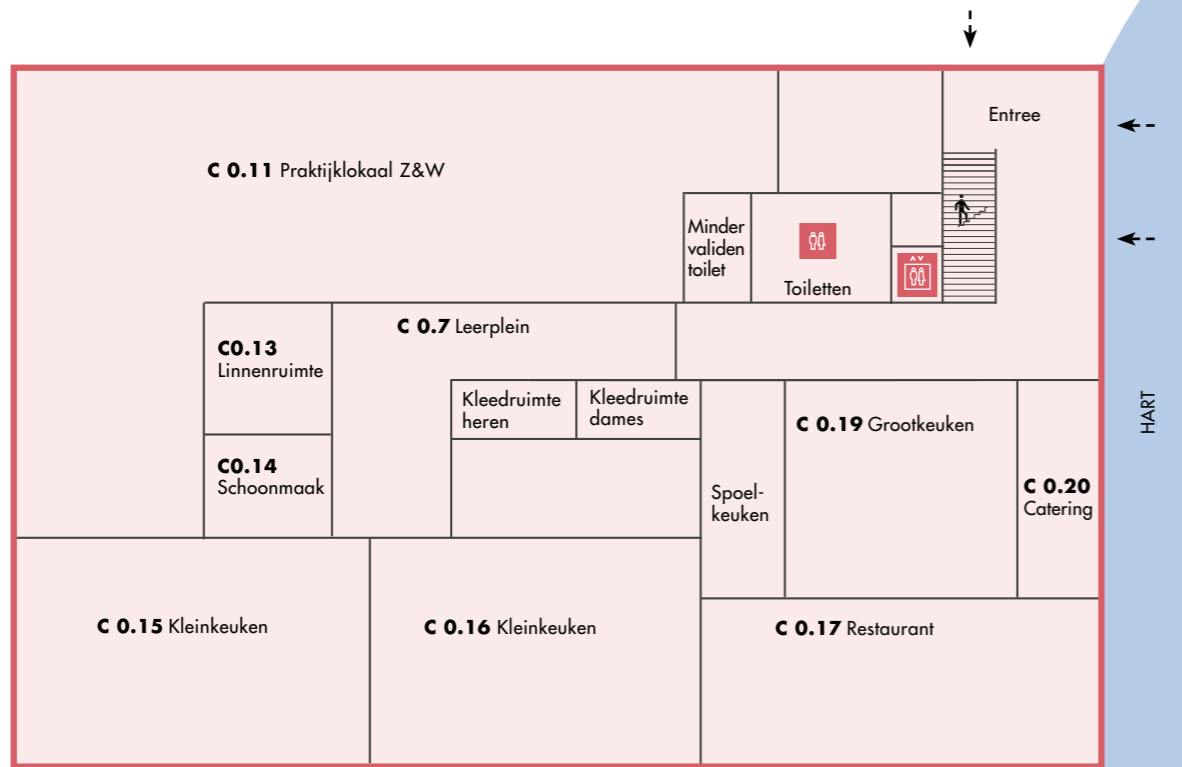 Entree
C 0.11 Praktijklokaal Z&W
Minder
validen
toilet
Toiletten
C 0.7 Leerplein
C0.13
Linnenruimte
Kleedruimte
heren
Kleedruimte
dames
C 0.19 Grootkeuken
HART
C0.14
Schoonmaak
Spoel-
keuken
C 0.20
Catering
C 0.15 Kleinkeuken
C 0.16 Kleinkeuken
C 0.17 Restaurant